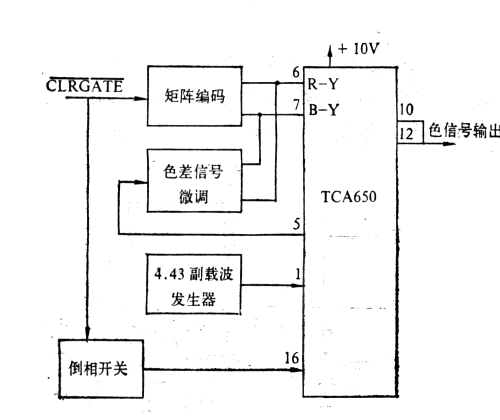 +10V
CLRGATE
矩阵编码
6
R-Y
7
B-Y
10
12
色信号输出
色差信号
微调
TCA650
5
4.43 副载波
发生器
1
倒相开关
16